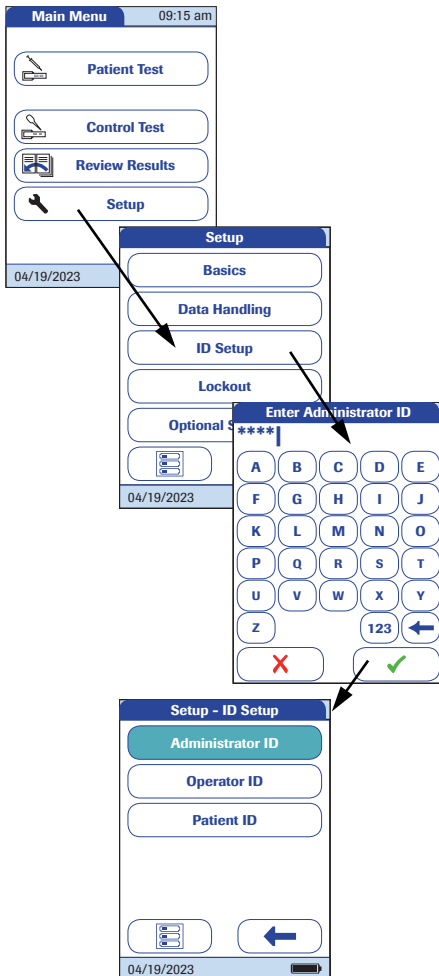 Main Menu 09:15 am
Patient Test
Control Test
Review Results
Setup
04/19/2023
Setup
Basics
Data Handling
ID Setup
Lockout
Optional S
04/19/2023
Enter Administrator ID
****
A B C D E
F G H I J
K L M N O
P Q R S T
U V W X Y
Z 123
Setup - ID Setup
Administrator ID
Operator ID
Patient ID
04/19/2023